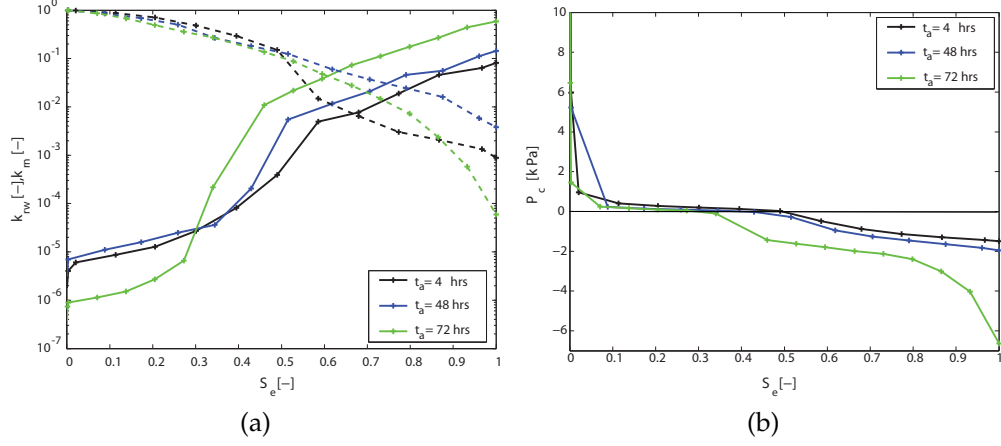 10^0
10^-1
10^-2
10^-3
10^-4
10^-5
10^-6
10^-7
k_rw [−],k_rn [−]
0 0.1 0.2 0.3 0.4 0.5 0.6 0.7 0.8 0.9 1
S_e [−]
t_a = 4 hrs
t_a = 48 hrs
t_a = 72 hrs
(a)
10
8
6
4
2
0
−2
−4
−6
P_c [k Pa]
0 0.1 0.2 0.3 0.4 0.5 0.6 0.7 0.8 0.9 1
S_e [−]
t_a = 4 hrs
t_a = 48 hrs
t_a = 72 hrs
(b)